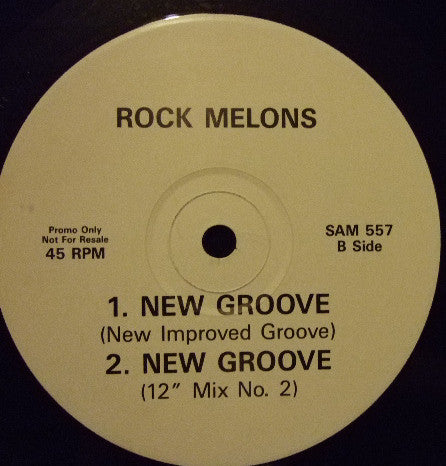 ROCK MELONS
Promo Only
Not For Resale
45 RPM
SAM 557
B Side
1. NEW GROOVE
(New Improved Groove)
2. NEW GROOVE
(12” Mix No. 2)